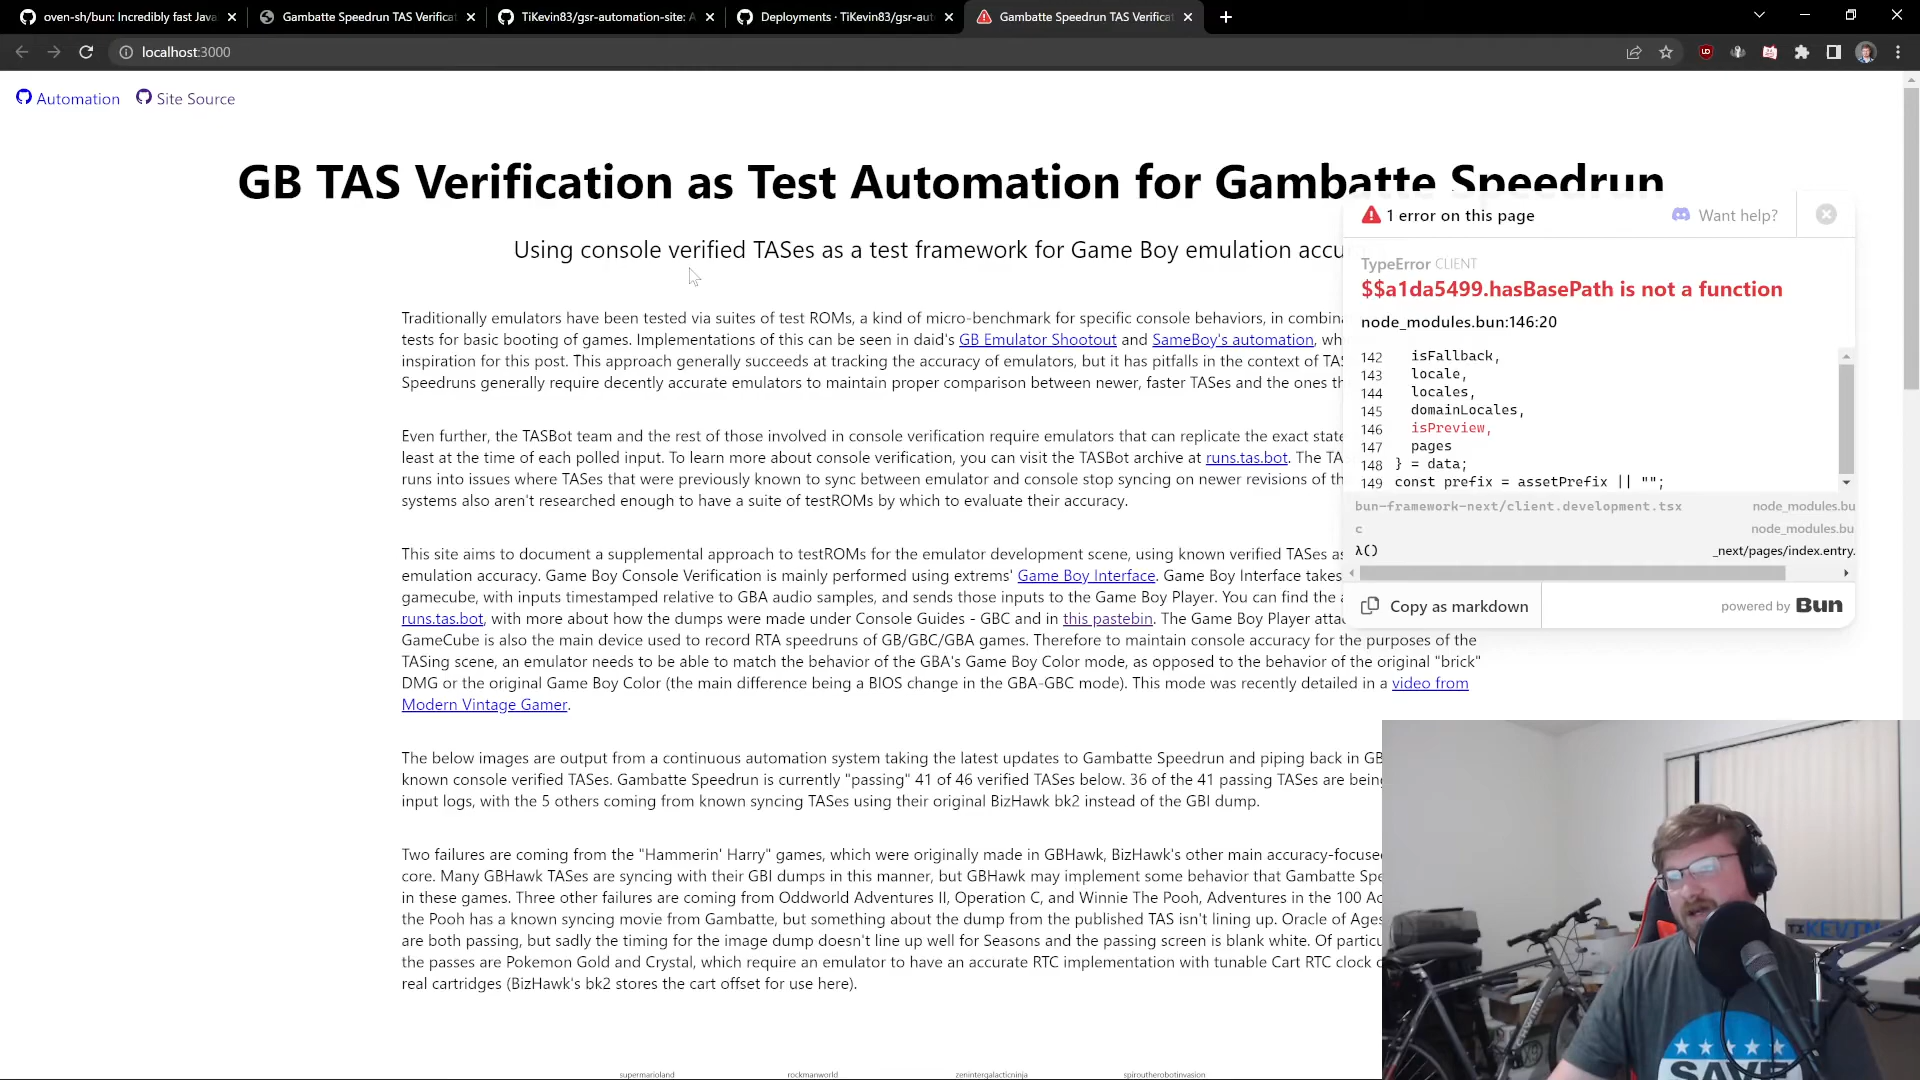 oven-sh/bun: Incredibly fast Java
Gambatte Speedrun TAS Verificat
TiKevin83/gsr-automation-site: A
Deployments · TiKevin83/gsr-aut
Gambatte Speedrun TAS Verificat
localhost:3000
Automation
Site Source
GB TAS Verification as Test Automation for Gambatte Speedrun
Using console verified TASes as a test framework for Game Boy emulation accu
Traditionally emulators have been tested via suites of test ROMs, a kind of micro-benchmark for specific console behaviors, in combina
tests for basic booting of games. Implementations of this can be seen in daid's GB Emulator Shootout and SameBoy's automation, wh
inspiration for this post. This approach generally succeeds at tracking the accuracy of emulators, but it has pitfalls in the context of TA
Speedruns generally require decently accurate emulators to maintain proper comparison between newer, faster TASes and the ones th
Even further, the TASBot team and the rest of those involved in console verification require emulators that can replicate the exact state
least at the time of each polled input. To learn more about console verification, you can visit the TASBot archive at runs.tas.bot. The TA
runs into issues where TASes that were previously known to sync between emulator and console stop syncing on newer revisions of th
systems also aren't researched enough to have a suite of testROMs by which to evaluate their accuracy.
This site aims to document a supplemental approach to testROMs for the emulator development scene, using known verified TASes as
emulation accuracy. Game Boy Console Verification is mainly performed using extrems' Game Boy Interface. Game Boy Interface takes
gamecube, with inputs timestamped relative to GBA audio samples, and sends those inputs to the Game Boy Player. You can find the a
runs.tas.bot, with more about how the dumps were made under Console Guides - GBC and in this pastebin. The Game Boy Player attac
GameCube is also the main device used to record RTA speedruns of GB/GBC/GBA games. Therefore to maintain console accuracy for the purposes of the
TASing scene, an emulator needs to be able to match the behavior of the GBA's Game Boy Color mode, as opposed to the behavior of the original "brick"
DMG or the original Game Boy Color (the main difference being a BIOS change in the GBA-GBC mode). This mode was recently detailed in a video from
Modern Vintage Gamer.
The below images are output from a continuous automation system taking the latest updates to Gambatte Speedrun and piping back in GB
known console verified TASes. Gambatte Speedrun is currently "passing" 41 of 46 verified TASes below. 36 of the 41 passing TASes are bein
input logs, with the 5 others coming from known syncing TASes using their original BizHawk bk2 instead of the GBI dump.
Two failures are coming from the "Hammerin' Harry" games, which were originally made in GBHawk, BizHawk's other main accuracy-focuse
core. Many GBHawk TASes are syncing with their GBI dumps in this manner, but GBHawk may implement some behavior that Gambatte Spe
in these games. Three other failures are coming from Oddworld Adventures II, Operation C, and Winnie The Pooh, Adventures in the 100 Ac
the Pooh has a known syncing movie from Gambatte, but something about the dump from the published TAS isn't lining up. Oracle of Ages
are both passing, but sadly the timing for the image dump doesn't line up well for Seasons and the passing screen is blank white. Of particu
the passes are Pokemon Gold and Crystal, which require an emulator to have an accurate RTC implementation with tunable Cart RTC clock o
real cartridges (BizHawk's bk2 stores the cart offset for use here).
supermarioland
rockmanworld
zenintergalacticninja
spiroutherobotinvasion
1 error on this page
Want help?
TypeError CLIENT
$$a1da5499.hasBasePath is not a function
node_modules.bun:146:20
142 isFallback,
143 locale,
144 locales,
145 domainLocales,
146 isPreview,
147 pages
148 } = data;
149 const prefix = assetPrefix || "";
bun-framework-next/client.development.tsx node_modules.bu
c node_modules.bu
λ() _next/pages/index.entry.
Copy as markdown
powered by Bun
TiKEVIN
SAVE